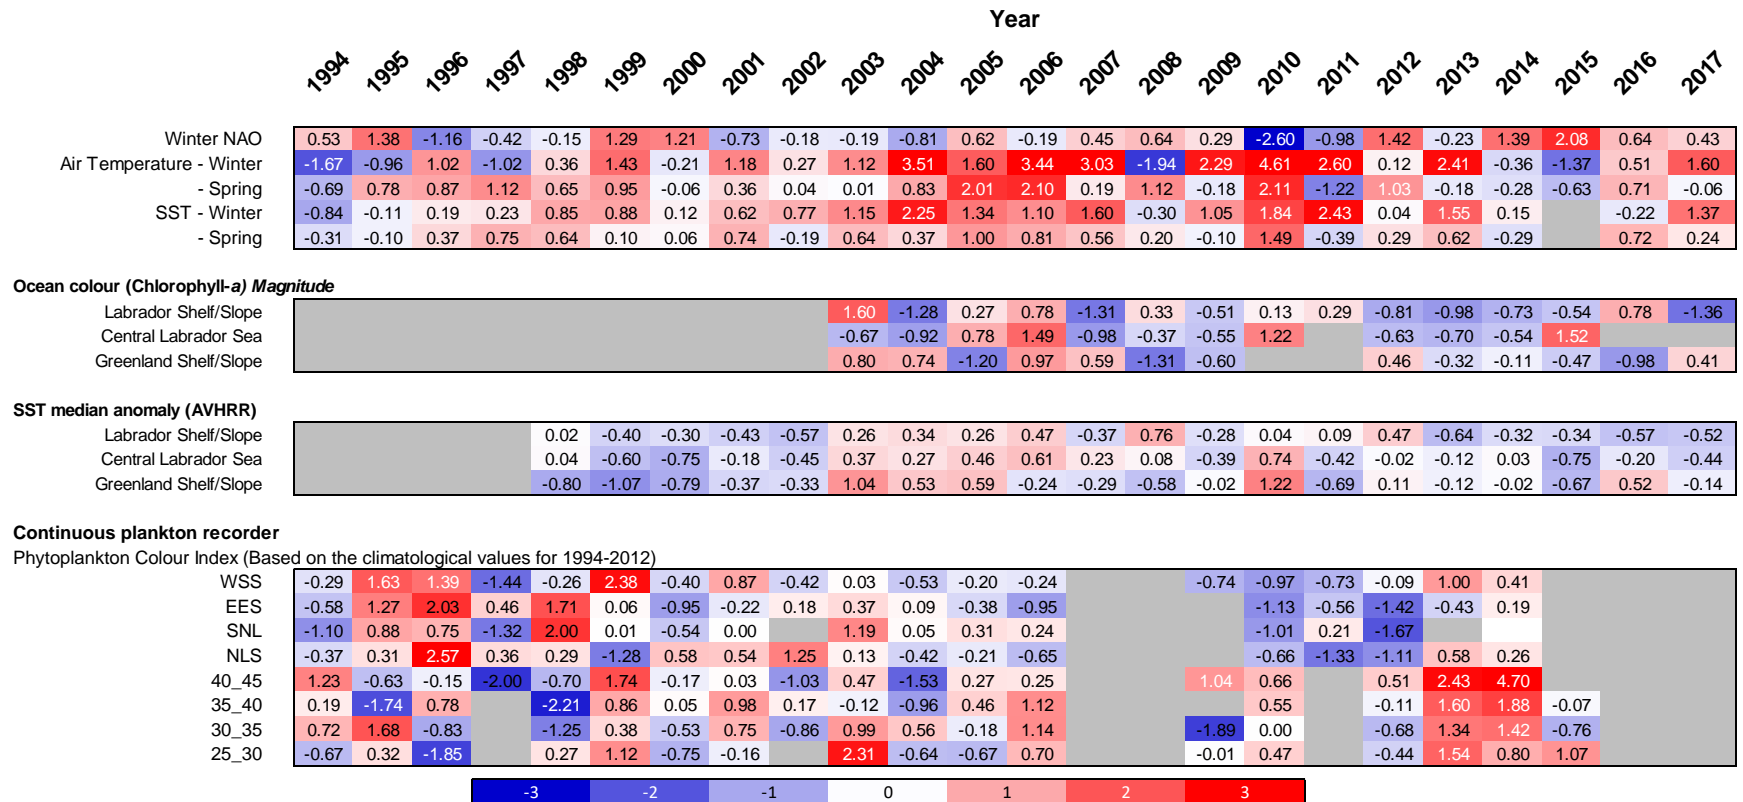 Year
1994 1995 1996 1997 1998 1999 2000 2001 2002 2003 2004 2005 2006 2007 2008 2009 2010 2011 2012 2013 2014 2015 2016 2017
Winter NAO 0.53 1.38 -1.16 -0.42 -0.15 1.29 1.21 -0.73 -0.18 -0.19 -0.81 0.62 -0.19 0.45 0.64 0.29 -2.60 -0.98 1.42 -0.23 1.39 2.08 0.64 0.43
Air Temperature - Winter -1.67 -0.96 1.02 -1.02 0.36 1.43 -0.21 1.18 0.27 1.12 3.51 1.60 3.44 3.03 -1.94 2.29 4.61 2.60 0.12 2.41 -0.36 -1.37 0.51 1.60
- Spring -0.69 0.78 0.87 1.12 0.65 0.95 -0.06 0.36 0.04 0.01 0.83 2.01 2.10 0.19 1.12 -0.18 2.11 -1.22 1.03 -0.18 -0.28 -0.63 0.71 -0.06
SST - Winter -0.84 -0.11 0.19 0.23 0.85 0.88 0.12 0.62 0.77 1.15 2.25 1.34 1.10 1.60 -0.30 1.05 1.84 2.43 0.04 1.55 0.15 -0.22 1.37
- Spring -0.31 -0.10 0.37 0.75 0.64 0.10 0.06 0.74 -0.19 0.64 0.37 1.00 0.81 0.56 0.20 -0.10 1.49 -0.39 0.29 0.62 -0.29 0.72 0.24
Ocean colour (Chlorophyll-a) Magnitude
Labrador Shelf/Slope 1.60 -1.28 0.27 0.78 -1.31 0.33 -0.51 0.13 0.29 -0.81 -0.98 -0.73 -0.54 0.78 -1.36
Central Labrador Sea -0.67 -0.92 0.78 1.49 -0.98 -0.37 -0.55 1.22 -0.63 -0.70 -0.54 1.52
Greenland Shelf/Slope 0.80 0.74 -1.20 0.97 0.59 -1.31 -0.60 0.46 -0.32 -0.11 -0.47 -0.98 0.41
SST median anomaly (AVHRR)
Labrador Shelf/Slope 0.02 -0.40 -0.30 -0.43 -0.57 0.26 0.34 0.26 0.47 -0.37 0.76 -0.28 0.04 0.09 0.47 -0.64 -0.32 -0.34 -0.57 -0.52
Central Labrador Sea 0.04 -0.60 -0.75 -0.18 -0.45 0.37 0.27 0.46 0.61 0.23 0.08 -0.39 0.74 -0.42 -0.02 -0.12 0.03 -0.75 -0.20 -0.44
Greenland Shelf/Slope -0.80 -1.07 -0.79 -0.37 -0.33 1.04 0.53 0.59 -0.24 -0.29 -0.58 -0.02 1.22 -0.69 0.11 -0.12 -0.02 -0.67 0.52 -0.14
Continuous plankton recorder
Phytoplankton Colour Index (Based on the climatological values for 1994-2012)
WSS -0.29 1.63 1.39 -1.44 -0.26 2.38 -0.40 0.87 -0.42 0.03 -0.53 -0.20 -0.24 -0.74 -0.97 -0.73 -0.09 1.00 0.41
EES -0.58 1.27 2.03 0.46 1.71 0.06 -0.95 -0.22 0.18 0.37 0.09 -0.38 -0.95 -1.13 -0.56 -1.42 -0.43 0.19
SNL -1.10 0.88 0.75 -1.32 2.00 0.01 -0.54 0.00 1.19 0.05 0.31 0.24 -1.01 0.21 -1.67
NLS -0.37 0.31 2.57 0.36 0.29 -1.28 0.58 0.54 1.25 0.13 -0.42 -0.21 -0.65 -0.66 -1.33 -1.11 0.58 0.26
40_45 1.23 -0.63 -0.15 -2.00 -0.70 1.74 -0.17 0.03 -1.03 0.47 -1.53 0.27 0.25 1.04 0.66 0.51 2.43 4.70
35_40 0.19 -1.74 0.78 -2.21 0.86 0.05 0.98 0.17 -0.12 -0.96 0.46 1.12 0.55 -0.11 1.60 1.88 -0.07
30_35 0.72 1.68 -0.83 -1.25 0.38 -0.53 0.75 -0.86 0.99 0.56 -0.18 1.14 -1.89 0.00 -0.68 1.34 1.42 -0.76
25_30 -0.67 0.32 -1.85 0.27 1.12 -0.75 -0.16 2.31 -0.64 -0.67 0.70 -0.01 0.47 -0.44 1.54 0.80 1.07
-3 -2 -1 0 1 2 3